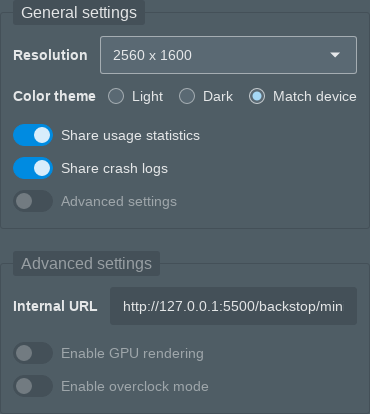 General settings
Resolution 2560 x 1600
Color theme Light Dark Match device
Share usage statistics
Share crash logs
Advanced settings
Advanced settings
Internal URL http://127.0.0.1:5500/backstop/min
Enable GPU rendering
Enable overclock mode